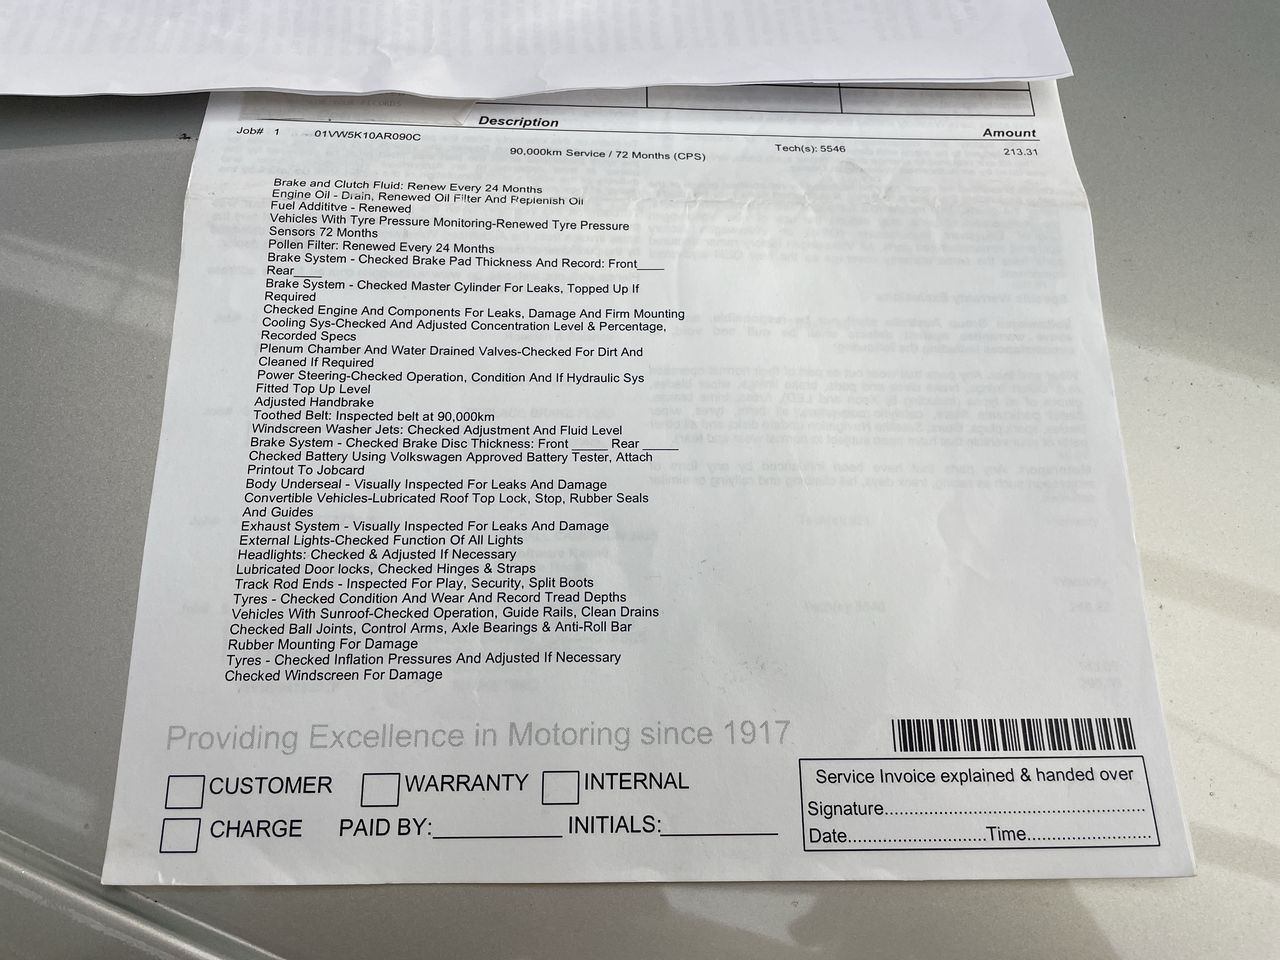 Description
Amount
Job# 1 01VW5K10AR090C
90,000km Service / 72 Months (CPS) Tech(s): 5546 213.31
Brake and Clutch Fluid: Renew Every 24 Months
Engine Oil - Drain, Renewed Oil Filter And Replenish Oil
Fuel Addititve - Renewed
Vehicles With Tyre Pressure Monitoring-Renewed Tyre Pressure
Sensors 72 Months
Pollen Filter: Renewed Every 24 Months
Brake System - Checked Brake Pad Thickness And Record: Front____
Rear____
Brake System - Checked Master Cylinder For Leaks, Topped Up If
Required
Checked Engine And Components For Leaks, Damage And Firm Mounting
Cooling Sys-Checked And Adjusted Concentration Level & Percentage,
Recorded Specs
Plenum Chamber And Water Drained Valves-Checked For Dirt And
Cleaned If Required
Power Steering-Checked Operation, Condition And If Hydraulic Sys
Fitted Top Up Level
Adjusted Handbrake
Toothed Belt: Inspected belt at 90,000km
Windscreen Washer Jets: Checked Adjustment And Fluid Level
Brake System - Checked Brake Disc Thickness: Front _____ Rear _____
Checked Battery Using Volkswagen Approved Battery Tester, Attach
Printout To Jobcard
Body Underseal - Visually Inspected For Leaks And Damage
Convertible Vehicles-Lubricated Roof Top Lock, Stop, Rubber Seals
And Guides
Exhaust System - Visually Inspected For Leaks And Damage
External Lights-Checked Function Of All Lights
Headlights: Checked & Adjusted If Necessary
Lubricated Door locks, Checked Hinges & Straps
Track Rod Ends - Inspected For Play, Security, Split Boots
Tyres - Checked Condition And Wear And Record Tread Depths
Vehicles With Sunroof-Checked Operation, Guide Rails, Clean Drains
Checked Ball Joints, Control Arms, Axle Bearings & Anti-Roll Bar
Rubber Mounting For Damage
Tyres - Checked Inflation Pressures And Adjusted If Necessary
Checked Windscreen For Damage
Providing Excellence in Motoring since 1917
CUSTOMER WARRANTY INTERNAL
CHARGE PAID BY:__________ INITIALS:_________
Service Invoice explained & handed over
Signature....................................................
Date............................Time.........................